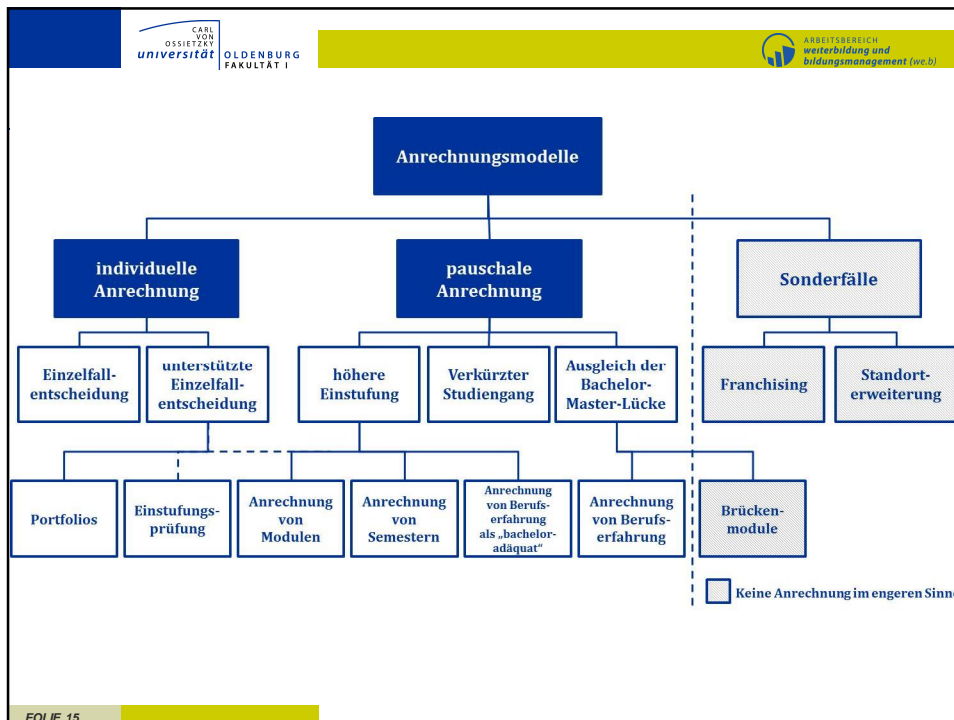 CARL
VON
OSSIETZKY
universität OLDENBURG
FAKULTÄT I
ARBEITSBEREICH
weiterbildung und
bildungsmanagement (we.b)
Anrechnungsmodelle
individuelle
Anrechnung
pauschale
Anrechnung
Sonderfälle
Einzelfall-
entscheidung
unterstützte
Einzelfall-
entscheidung
höhere
Einstufung
Verkürzter
Studiengang
Ausgleich der
Bachelor-
Master-Lücke
Franchising
Standort-
erweiterung
Portfolios
Einstufungs-
prüfung
Anrechnung
von
Modulen
Anrechnung
von
Semestern
Anrechnung
von Berufs-
erfahrung
als „bachelor-
adäquat“
Anrechnung
von Berufs-
erfahrung
Brücken-
module
Keine Anrechnung im engeren Sinne
FOLIE 15